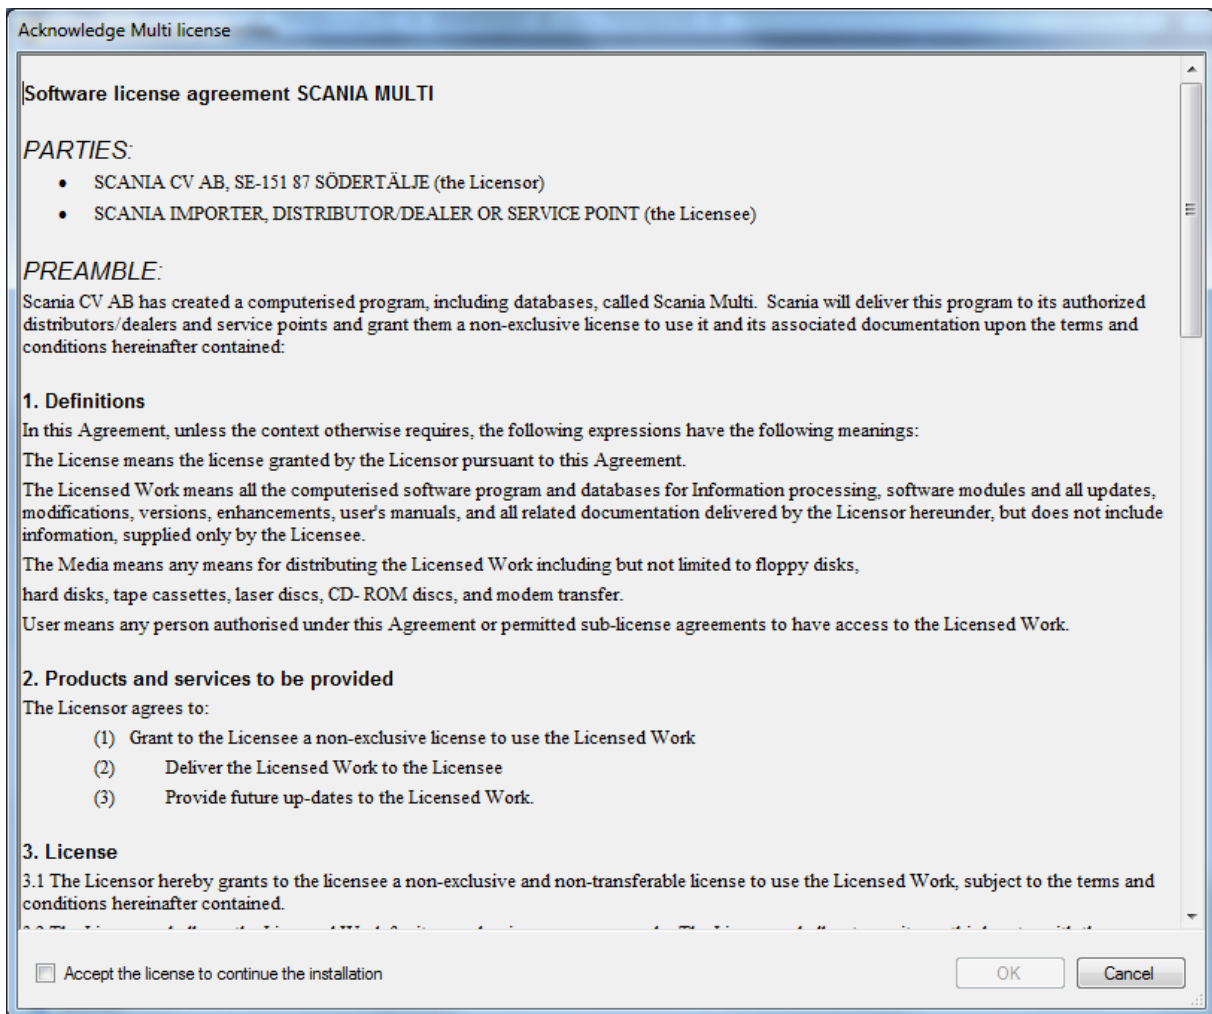 Acknowledge Multi license
Software license agreement SCANIA MULTI
PARTIES:
• SCANIA CV AB, SE-151 87 SÖDERTÄLJE (the Licensor)
• SCANIA IMPORTER, DISTRIBUTOR/DEALER OR SERVICE POINT (the Licensee)
PREAMBLE:
Scania CV AB has created a computerised program, including databases, called Scania Multi.  Scania will deliver this program to its authorized
distributors/dealers and service points and grant them a non-exclusive license to use it and its associated documentation upon the terms and
conditions hereinafter contained:
1. Definitions
In this Agreement, unless the context otherwise requires, the following expressions have the following meanings:
The License means the license granted by the Licensor pursuant to this Agreement.
The Licensed Work means all the computerised software program and databases for Information processing, software modules and all updates,
modifications, versions, enhancements, user's manuals, and all related documentation delivered by the Licensor hereunder, but does not include
information, supplied only by the Licensee.
The Media means any means for distributing the Licensed Work including but not limited to floppy disks,
hard disks, tape cassettes, laser discs, CD- ROM discs, and modem transfer.
User means any person authorised under this Agreement or permitted sub-license agreements to have access to the Licensed Work.
2. Products and services to be provided
The Licensor agrees to:
(1) Grant to the Licensee a non-exclusive license to use the Licensed Work
(2) Deliver the Licensed Work to the Licensee
(3) Provide future up-dates to the Licensed Work.
3. License
3.1 The Licensor hereby grants to the licensee a non-exclusive and non-transferable license to use the Licensed Work, subject to the terms and
conditions hereinafter contained.
Accept the license to continue the installation
OK
Cancel